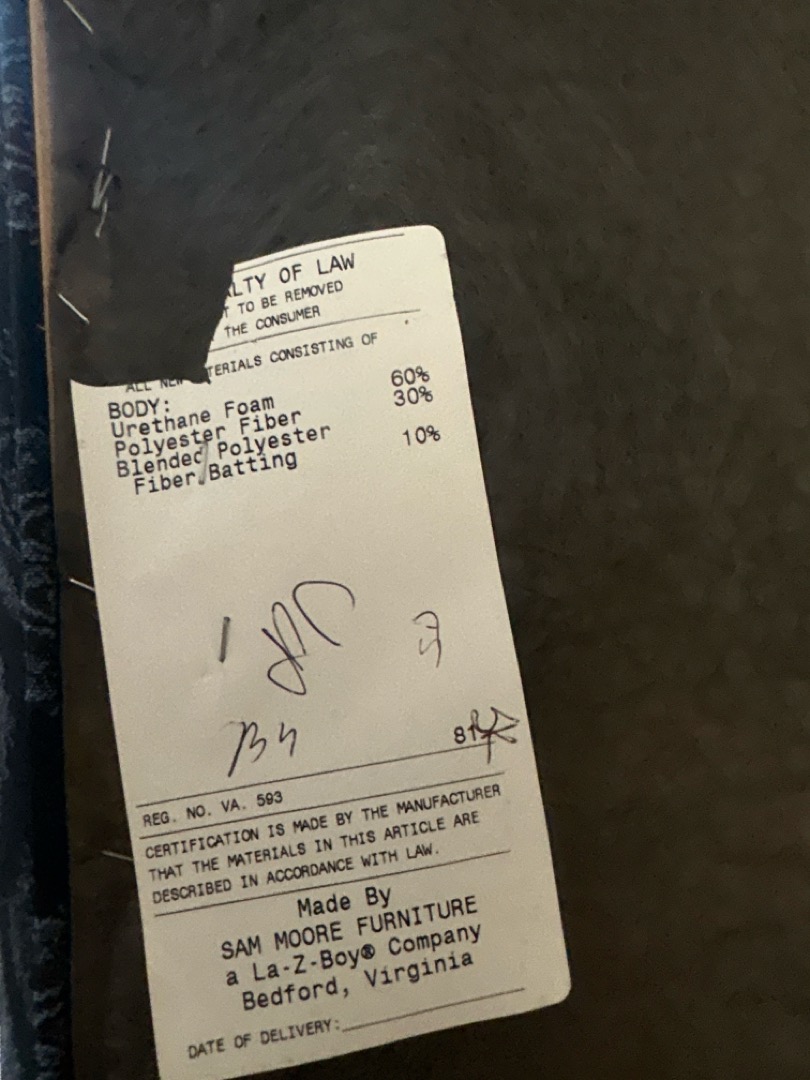 LTY OF LAW
T TO BE REMOVED
THE CONSUMER
ALL NEW TERIALS CONSISTING OF
BODY:
Urethane Foam 60%
Polyester Fiber 30%
Blended Polyester
Fiber Batting 10%
REG. NO. VA. 593
CERTIFICATION IS MADE BY THE MANUFACTURER
THAT THE MATERIALS IN THIS ARTICLE ARE
DESCRIBED IN ACCORDANCE WITH LAW.
Made By
SAM MOORE FURNITURE
a La-Z-Boy® Company
Bedford, Virginia
DATE OF DELIVERY: